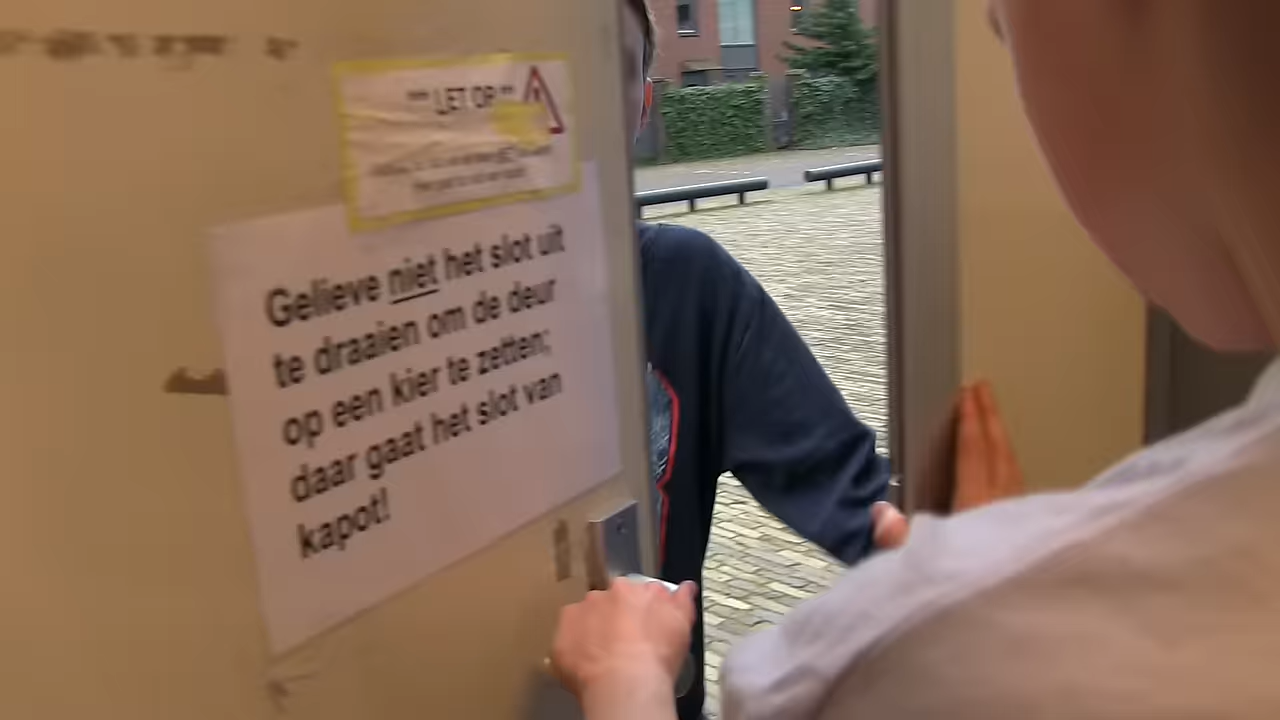 *** LET OP **
Gelieve niet het slot uit
te draaien om de deur
op een kier te zetten;
daar gaat het slot van
kapot!